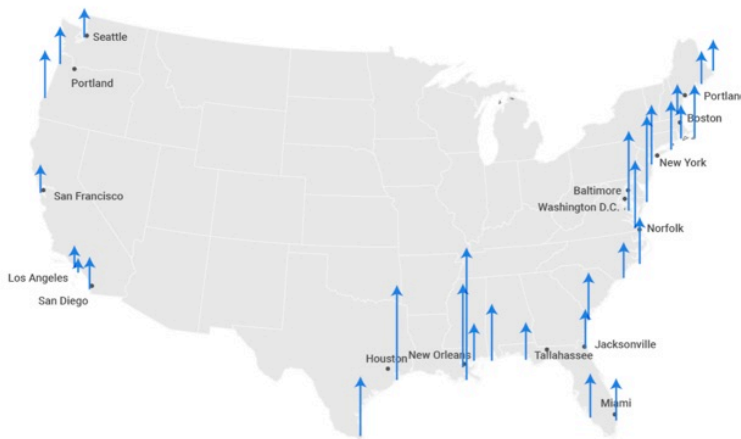 Seattle
Portland
Portland
Boston
New York
Baltimore
San Francisco
Washington D.C.
Norfolk
Los Angeles
San Diego
Jacksonville
Houston
New Orleans
Tallahassee
Miami